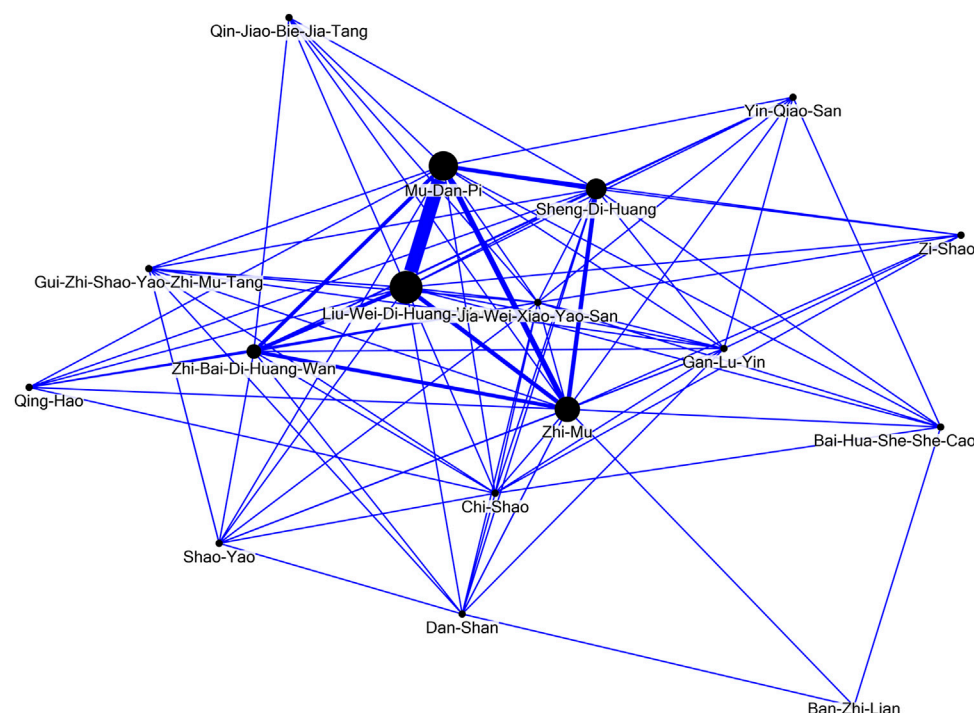 Qin-Jiao-Bie-Jia-Tang
Yin-Qiao-San
Mu-Dan-Pi
Sheng-Di-Huang
Zi-Shao
Gui-Zhi-Shao-Yao-Zhi-Mu-Tang
Liu-Wei-Di-Huang-
Jia-Wei-Xiao-Yao-San
Zhi-Bai-Di-Huang-Wan
Gan-Lu-Yin
Qing-Hao
Zhi-Mu
Bai-Hua-She-She-Cao
Chi-Shao
Shao-Yao
Dan-Shan
Ban-Zhi-Lian